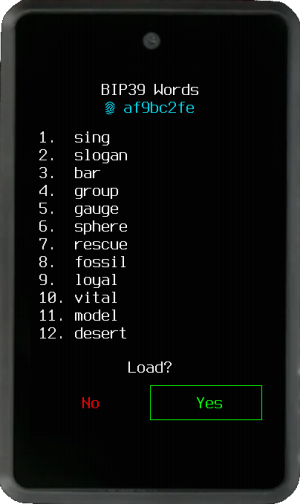 BIP39 Words
af9bc2fe
1. sing
2. slogan
3. bar
4. group
5. gauge
6. sphere
7. rescue
8. fossil
9. loyal
10. vital
11. model
12. desert
Load?
No Yes